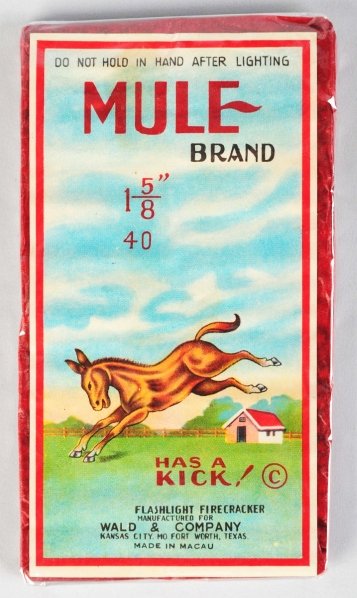 DO NOT HOLD IN HAND AFTER LIGHTING
MULE
BRAND
1 5/8"
40
HAS A
KICK! ©
FLASHLIGHT FIRECRACKER
MANUFACTURED FOR
WALD & COMPANY
KANSAS CITY. MO FORT WORTH, TEXAS.
MADE IN MACAU